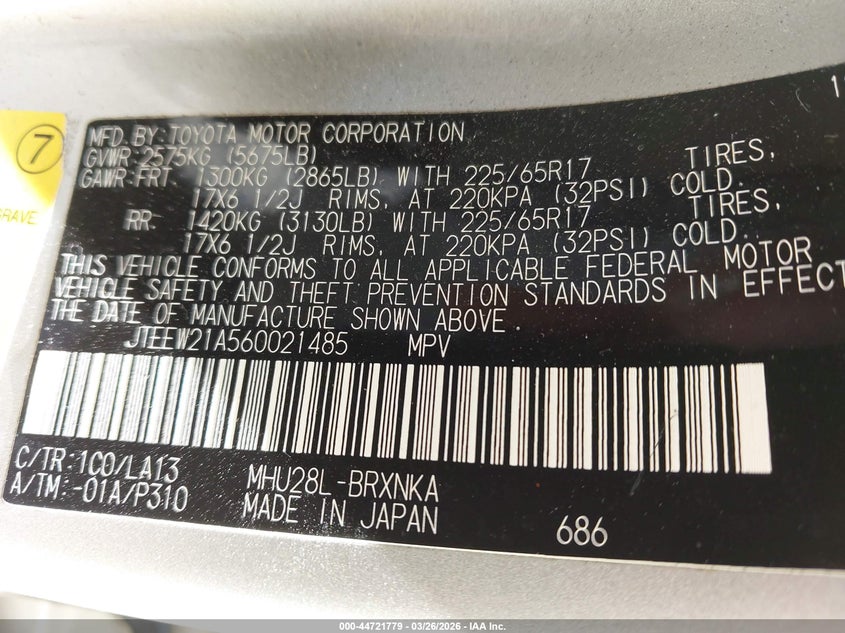 7
GRAVE
MFD. BY: TOYOTA MOTOR CORPORATION
GVWR: 2575KG (5675LB)
GAWR: FRT 1300KG (2865LB) WITH 225/65R17 TIRES,
17X6 1/2J RIMS, AT 220KPA (32PSI) COLD.
RR 1420KG (3130LB) WITH 225/65R17 TIRES,
17X6 1/2J RIMS, AT 220KPA (32PSI) COLD.
THIS VEHICLE CONFORMS TO ALL APPLICABLE FEDERAL MOTOR
VEHICLE SAFETY AND THEFT PREVENTION STANDARDS IN EFFECT
THE DATE OF MANUFACTURE SHOWN ABOVE.
JTEEW21A560021485 MPV
C/TR: 1C0/LA13
A/TM: -01A/P310
MHU28L-BRXNKA
MADE IN JAPAN
686
000-44721779 - 03/26/2026 - IAA Inc.